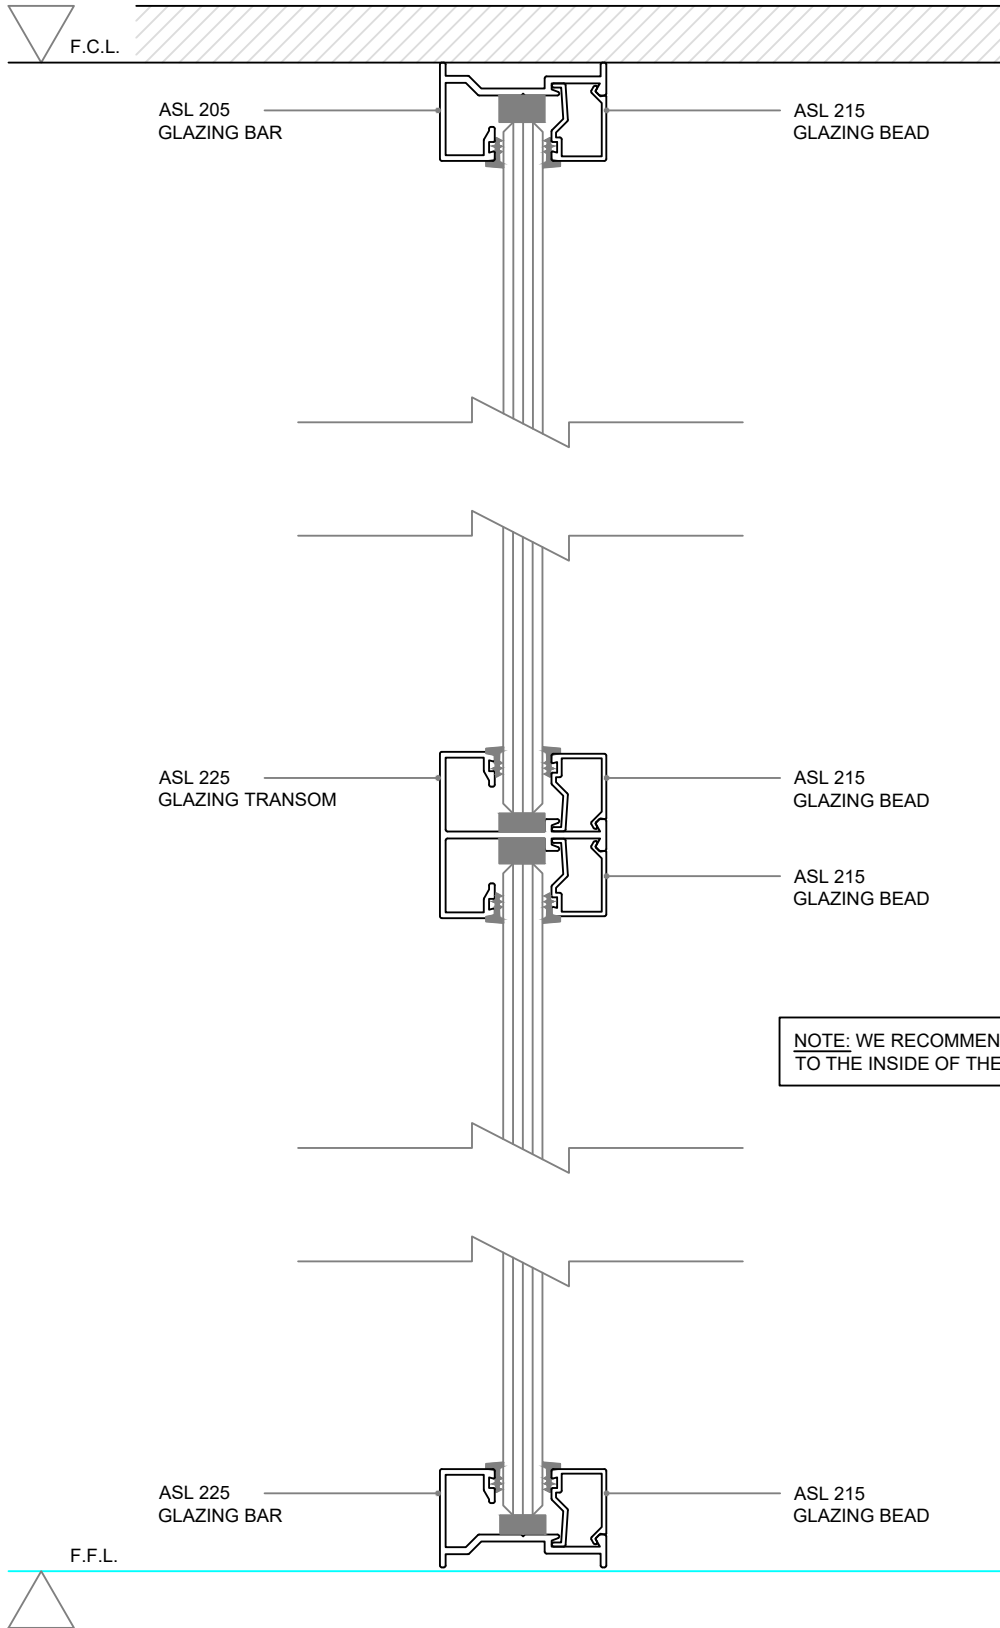 F.C.L.
ASL 205
GLAZING BAR
ASL 215
GLAZING BEAD
ASL 225
GLAZING TRANSOM
ASL 215
GLAZING BEAD
ASL 215
GLAZING BEAD
NOTE: WE RECOMMEN
TO THE INSIDE OF THE
ASL 225
GLAZING BAR
ASL 215
GLAZING BEAD
F.F.L.